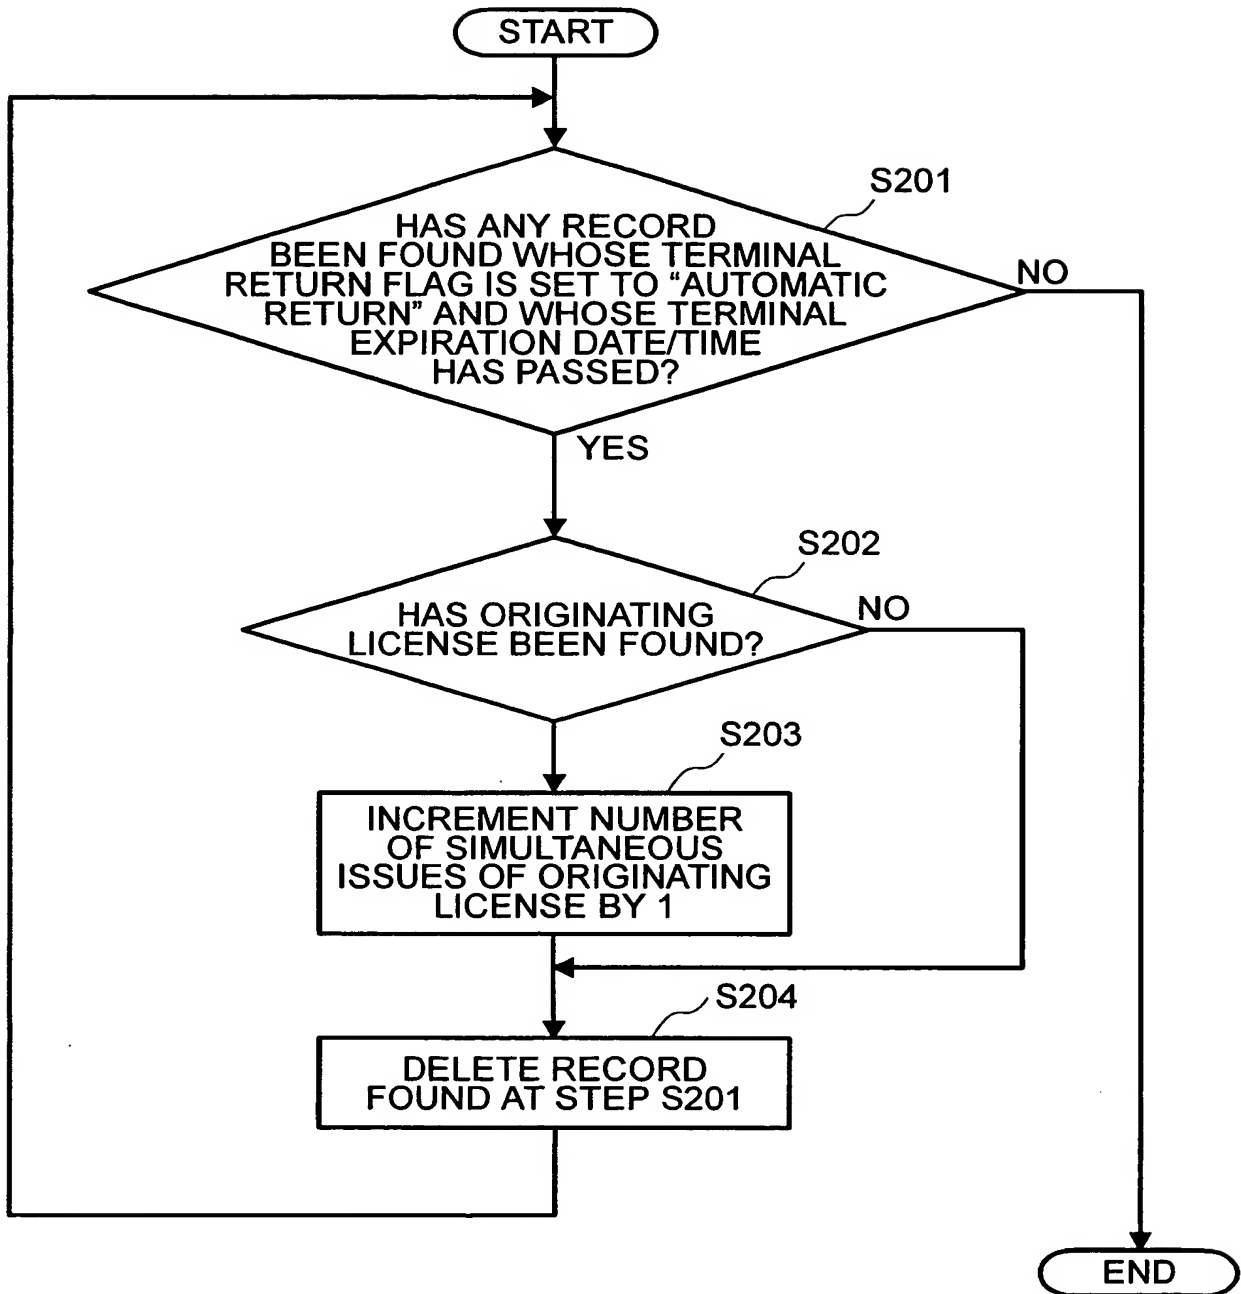 START
S201
HAS ANY RECORD
BEEN FOUND WHOSE TERMINAL
RETURN FLAG IS SET TO “AUTOMATIC
RETURN” AND WHOSE TERMINAL
EXPIRATION DATE/TIME
HAS PASSED?
NO
YES
S202
HAS ORIGINATING
LICENSE BEEN FOUND?
NO
S203
INCREMENT NUMBER
OF SIMULTANEOUS
ISSUES OF ORIGINATING
LICENSE BY 1
S204
DELETE RECORD
FOUND AT STEP S201
END